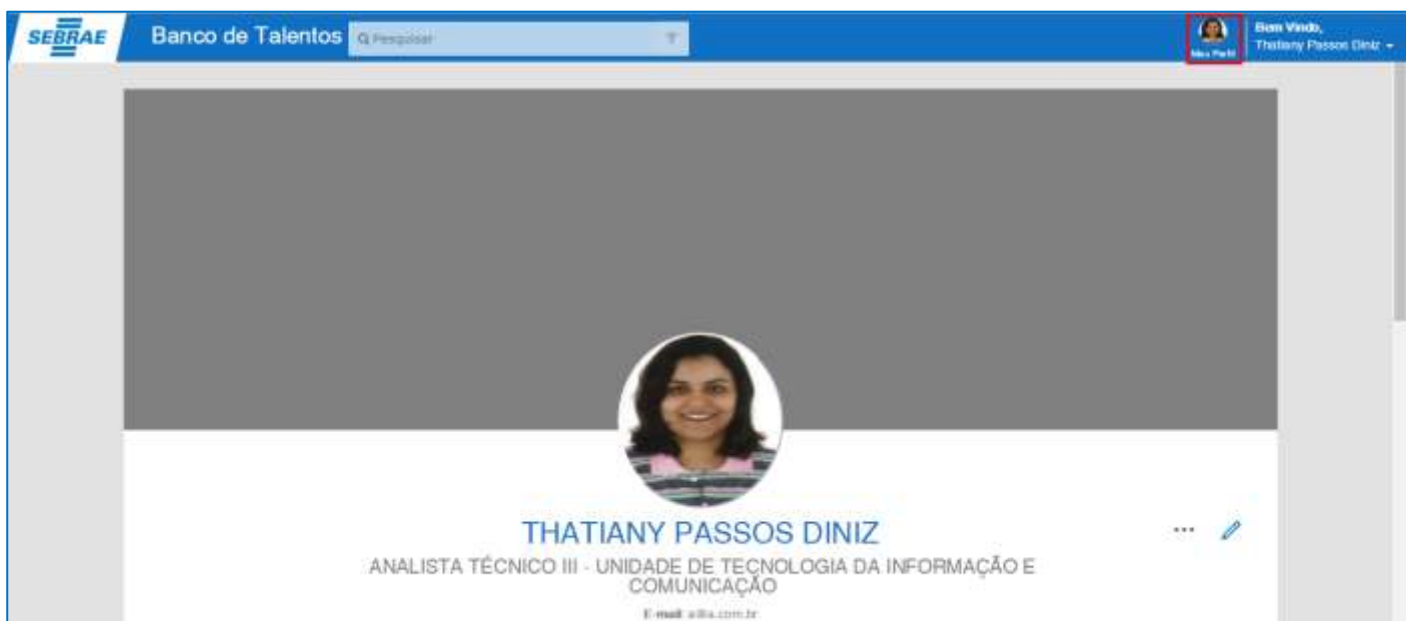 SEBRAE
Banco de Talentos
Pesquisar
Meu Perfil
Bem Vindo,
Thatiany Passos Diniz
THATIANY PASSOS DINIZ
ANALISTA TÉCNICO III - UNIDADE DE TECNOLOGIA DA INFORMAÇÃO E
COMUNICAÇÃO
E-mail: